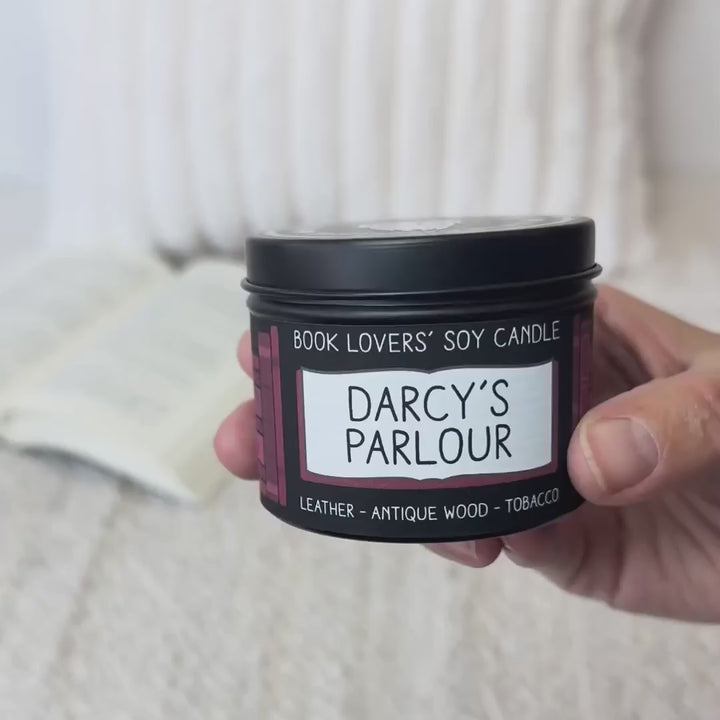 BOOK LOVERS' SOY CANDLE
DARCY'S
PARLOUR
LEATHER - ANTIQUE WOOD - TOBACCO